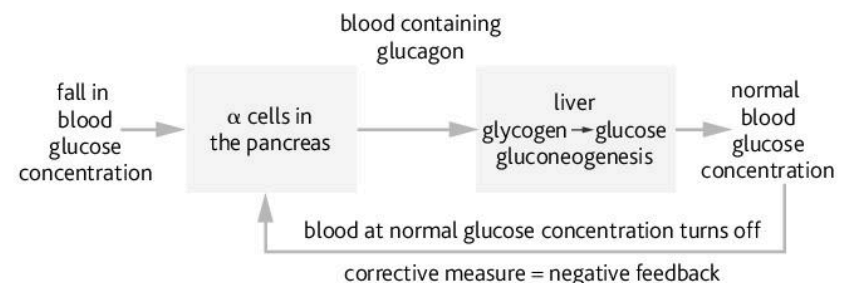 blood containing
glucagon
fall in
blood
glucose
concentration
α cells in
the pancreas
liver
glycogen → glucose
gluconeogenesis
normal
blood
glucose
concentration
blood at normal glucose concentration turns off
corrective measure = negative feedback